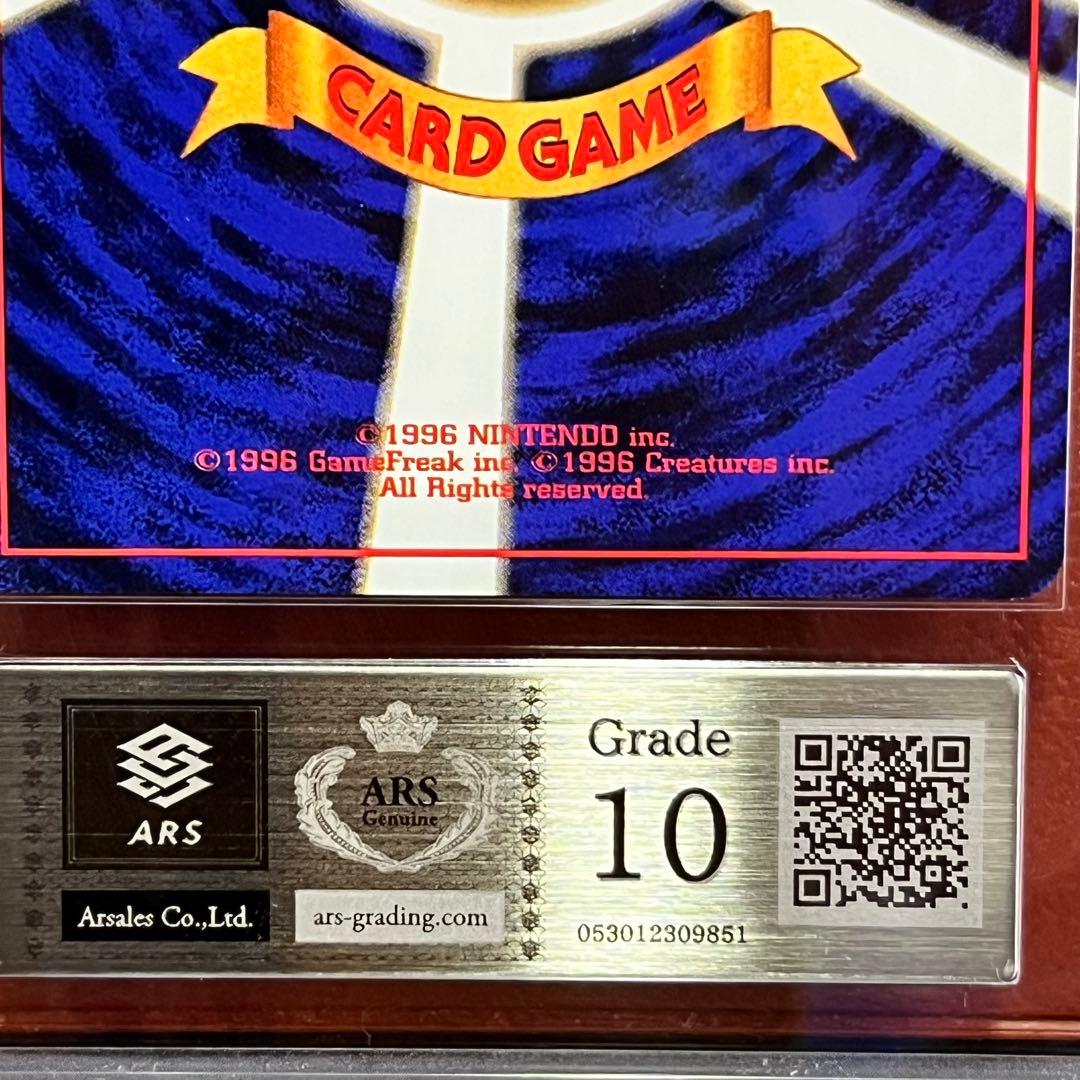 CARD GAME
©1996 NINTENDO inc.
©1996 GameFreak inc. ©1996 Creatures inc.
All Rights reserved.
ARS
Arsales Co.,Ltd.
ARS
Genuine
ars-grading.com
Grade
10
053012309851